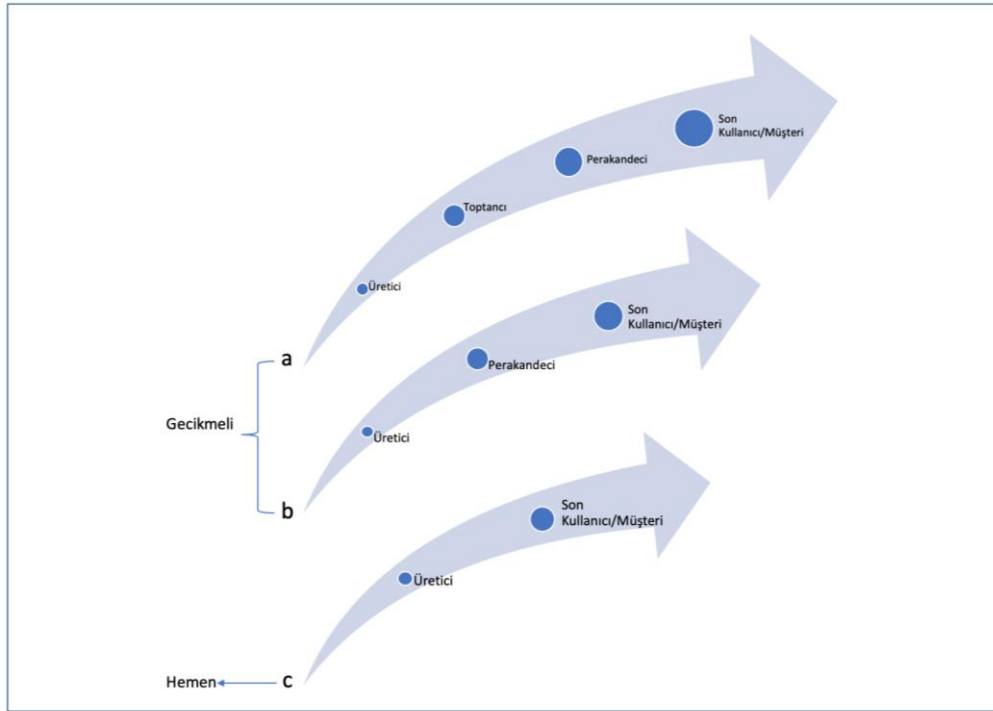 Son
Kullanıcı/Müşteri
Perakandeci
Toptancı
Üretici
a
Son
Kullanıcı/Müşteri
Perakandeci
Üretici
Gecikmeli
b
Son
Kullanıcı/Müşteri
Üretici
Hemen
c